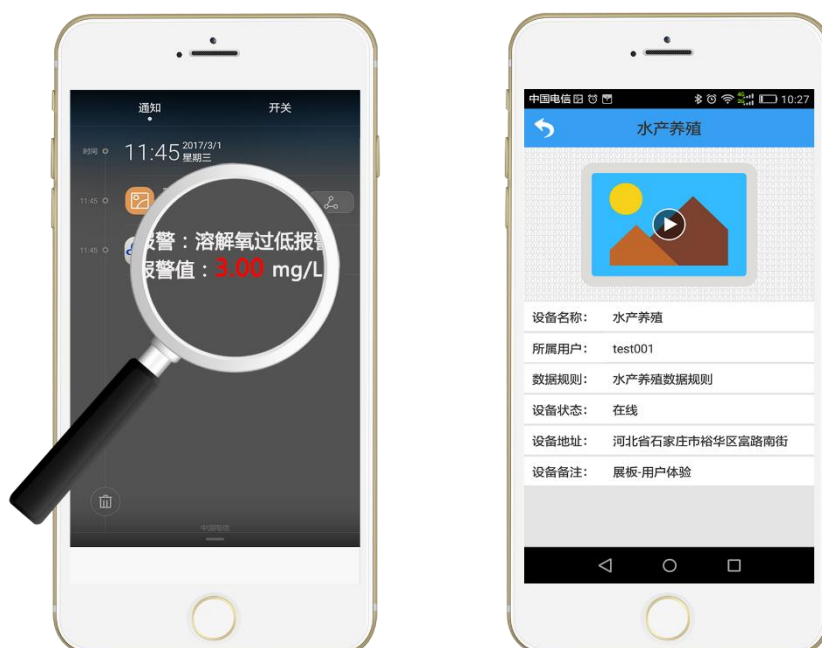 通知
开关
时间
11:45
2017/3/1
星期三
11:45
报警：溶解氧过低报警
11:45
报警值：3.00 mg/L
中国电信
中国电信
10:27
水产养殖
设备名称： 水产养殖
所属用户： test001
数据规则： 水产养殖数据规则
设备状态： 在线
设备地址： 河北省石家庄市裕华区富路南街
设备备注： 展板-用户体验